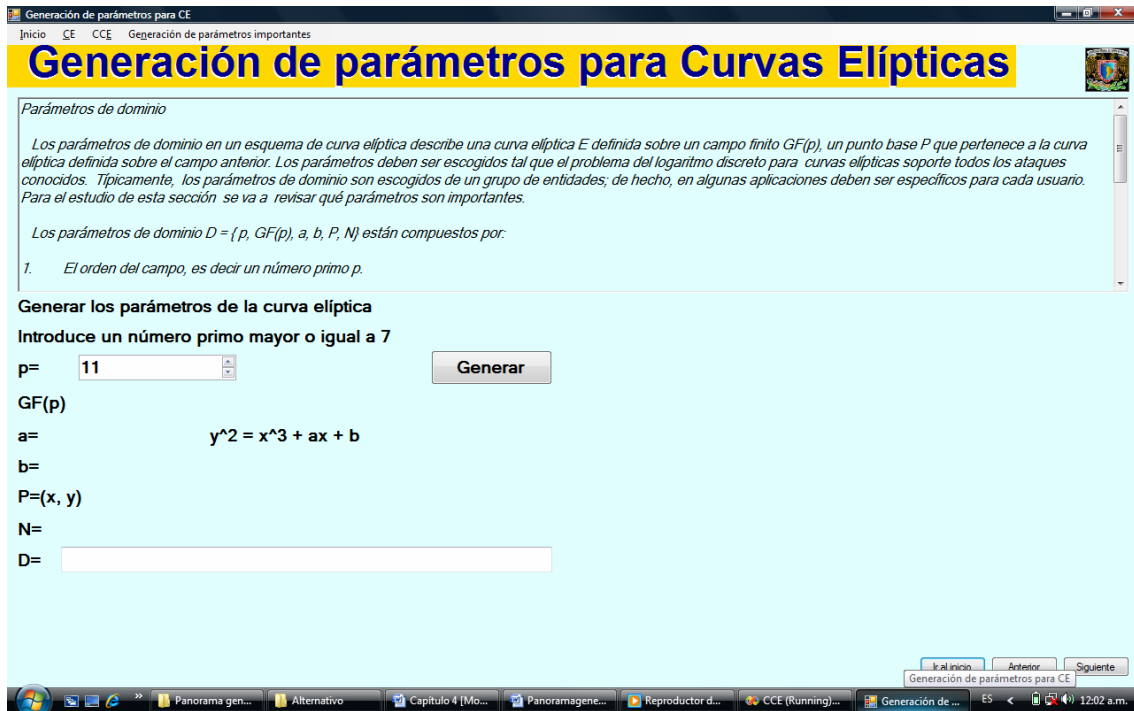 Generación de parámetros para CE
Inicio CE CCE Generación de parámetros importantes
Generación de parámetros para Curvas Elípticas
Parámetros de dominio
Los parámetros de dominio en un esquema de curva elíptica describe una curva elíptica E definida sobre un campo finito GF(p), un punto base P que pertenece a la curva
elíptica definida sobre el campo anterior. Los parámetros deben ser escogidos tal que el problema del logaritmo discreto para curvas elípticas soporte todos los ataques
conocidos. Típicamente, los parámetros de dominio son escogidos de un grupo de entidades; de hecho, en algunas aplicaciones deben ser específicos para cada usuario.
Para el estudio de esta sección se va a revisar qué parámetros son importantes.
Los parámetros de dominio D = { p, GF(p), a, b, P, N} están compuestos por:
1. El orden del campo, es decir un número primo p.
Generar los parámetros de la curva elíptica
Introduce un número primo mayor o igual a 7
p= 11 Generar
GF(p)
a= y^2 = x^3 + ax + b
b=
P=(x, y)
N=
D=
Ir al inicio Anterior Siguiente
Generación de parámetros para CE
Panorama gen... Alternativo Capítulo 4 [Mo... Panoramagene... Reproductor d... CCE (Running)... Generación de ... ES 12:02 a.m.